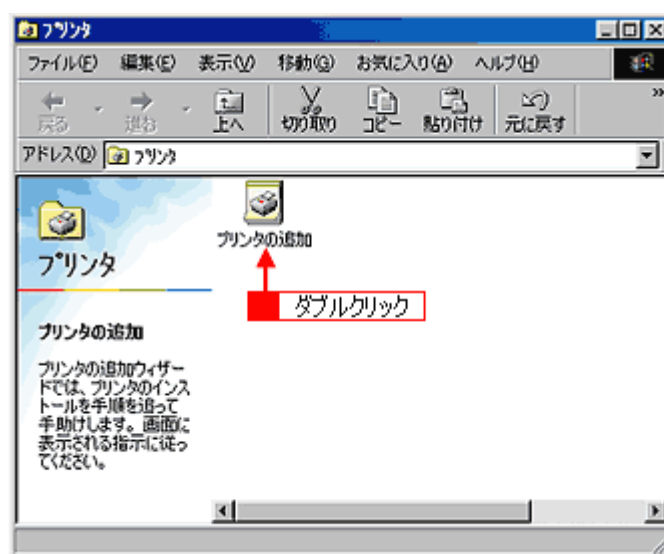 プリンタ
ファイル(F) 編集(E) 表示(V) 移動(G) お気に入り(A) ヘルプ(H)
戻る 進む 上へ 切り取り コピー 貼り付け 元に戻す
アドレス(D) プリンタ
プリンタの追加
プリンタ
ダブルクリック
プリンタの追加
プリンタの追加ウィザー
ドでは、プリンタのインス
トールを手順を追って
手助けします。画面に
表示される指示に従っ
てください。